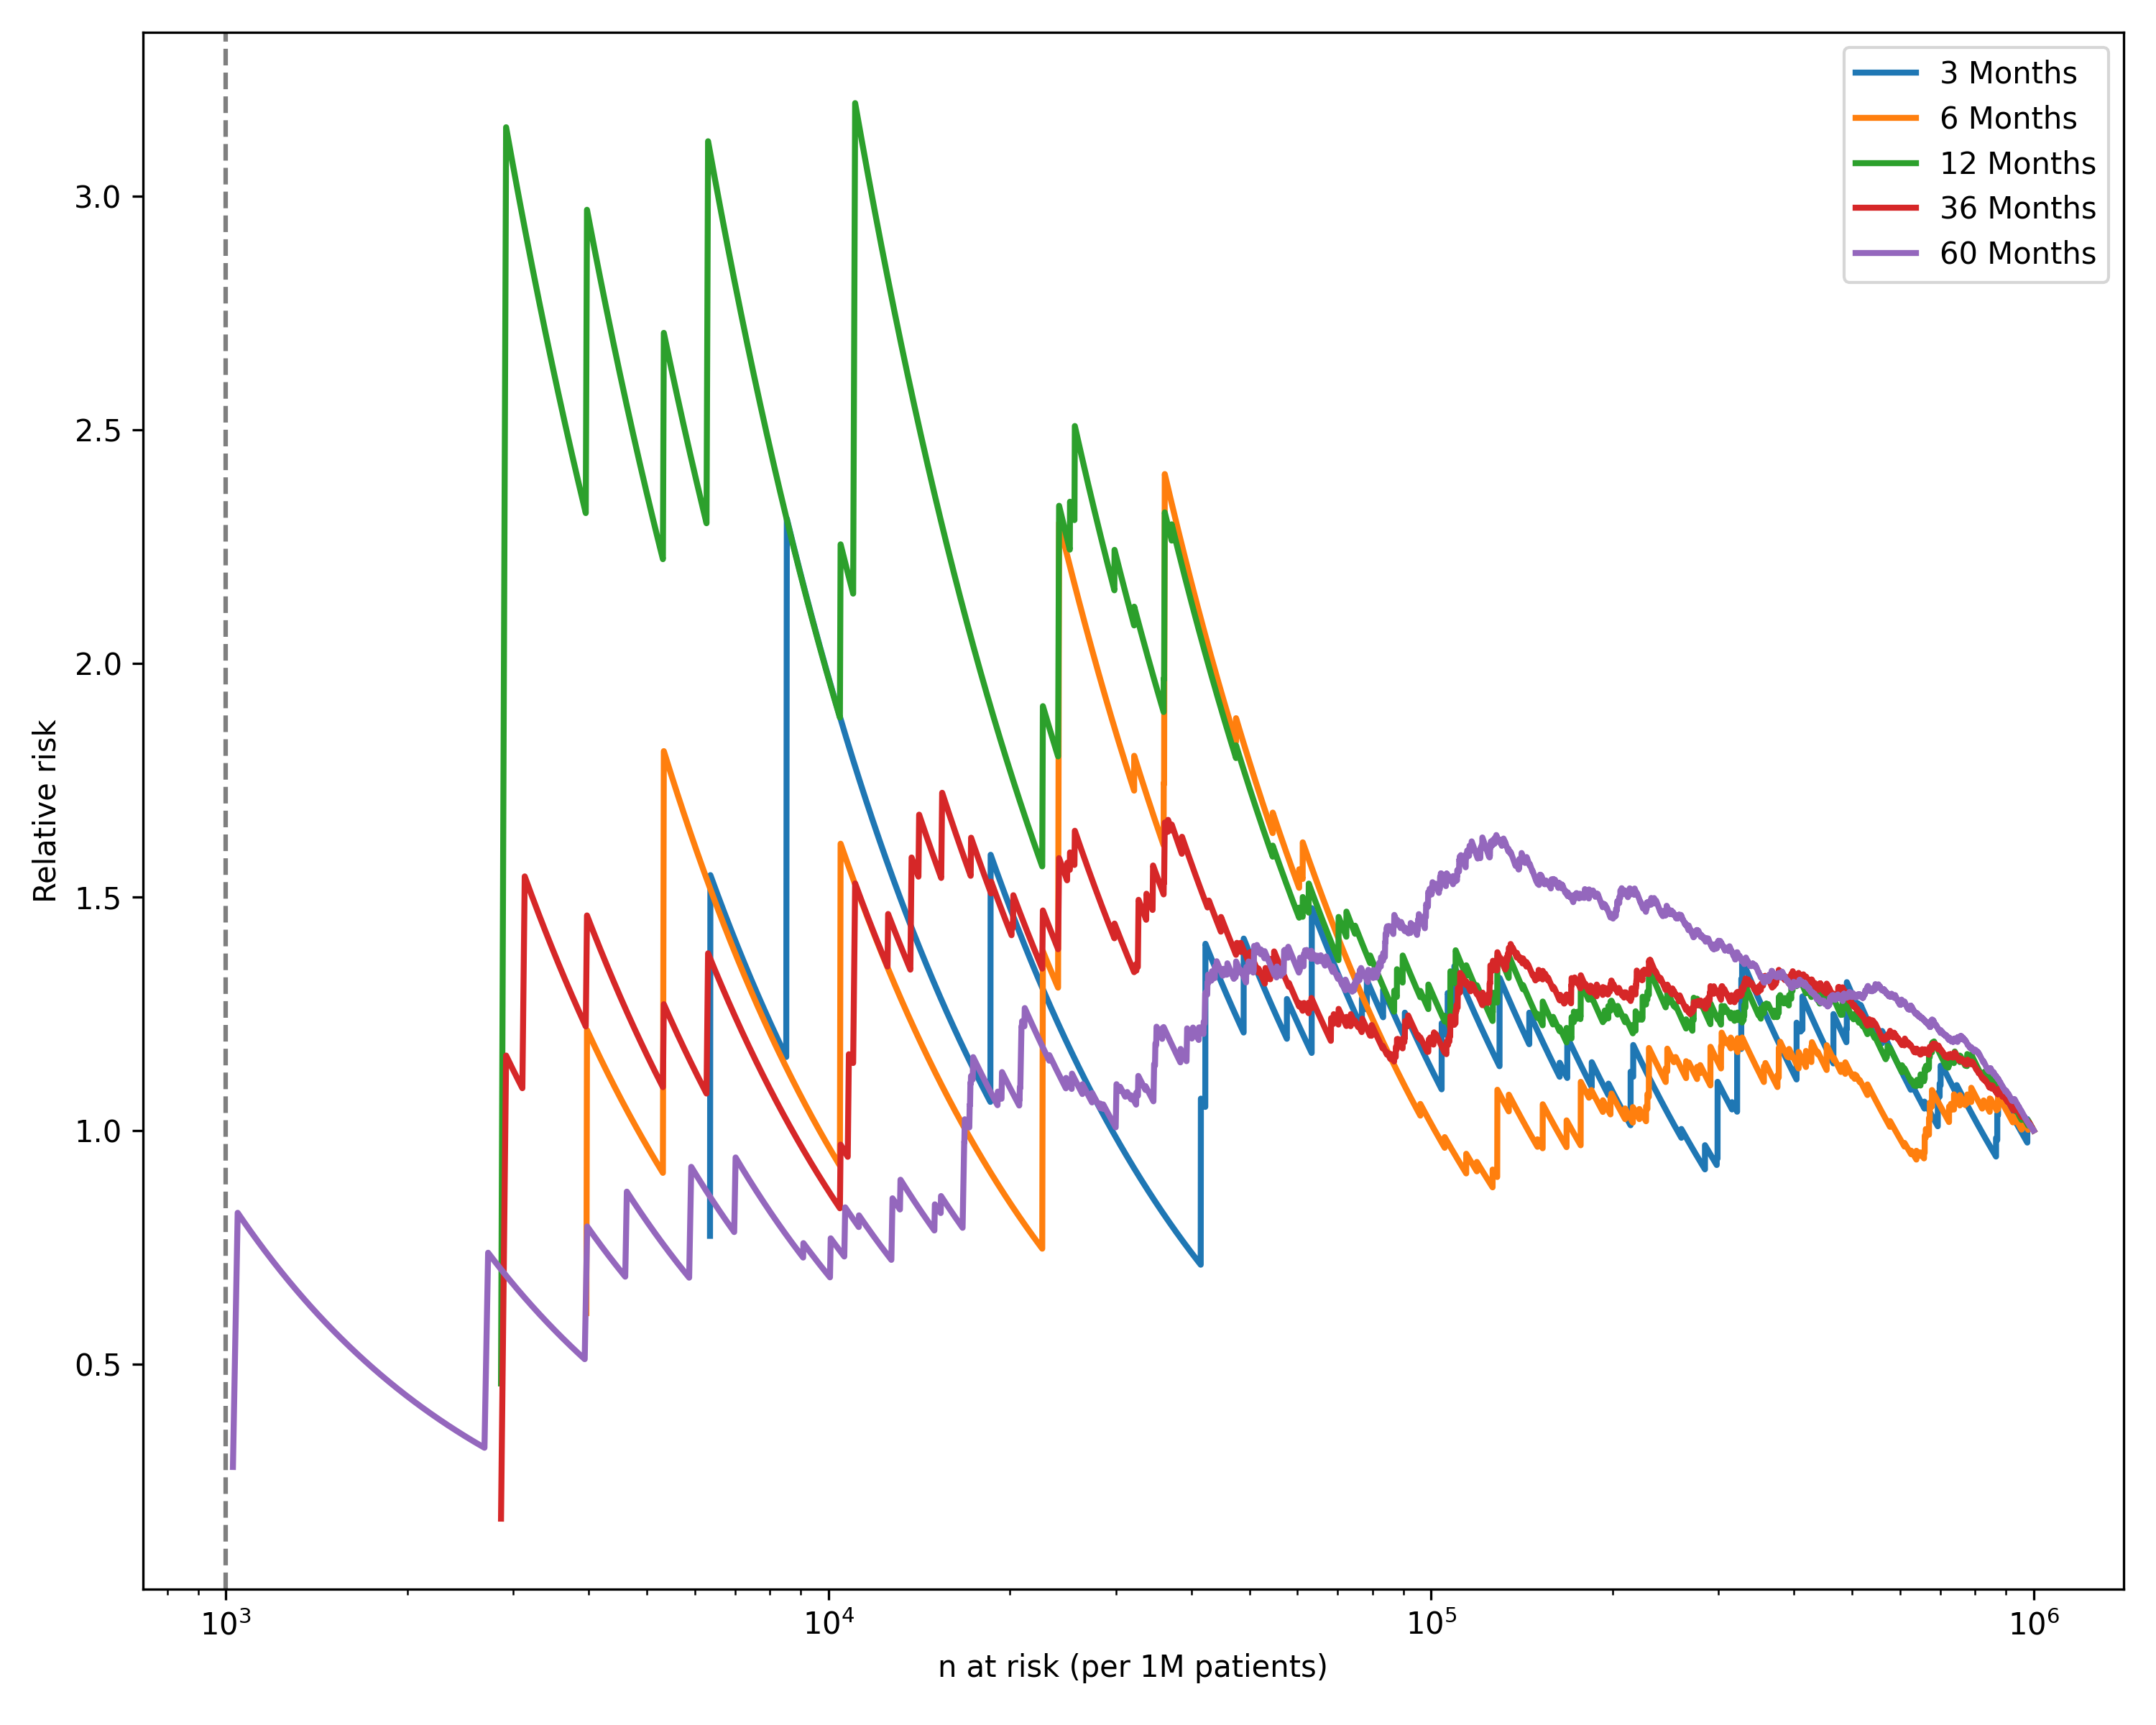 3 Months
6 Months
12 Months
36 Months
60 Months
Relative risk
3.0
2.5
2.0
1.5
1.0
0.5
10³
10⁴
10⁵
10⁶
n at risk (per 1M patients)